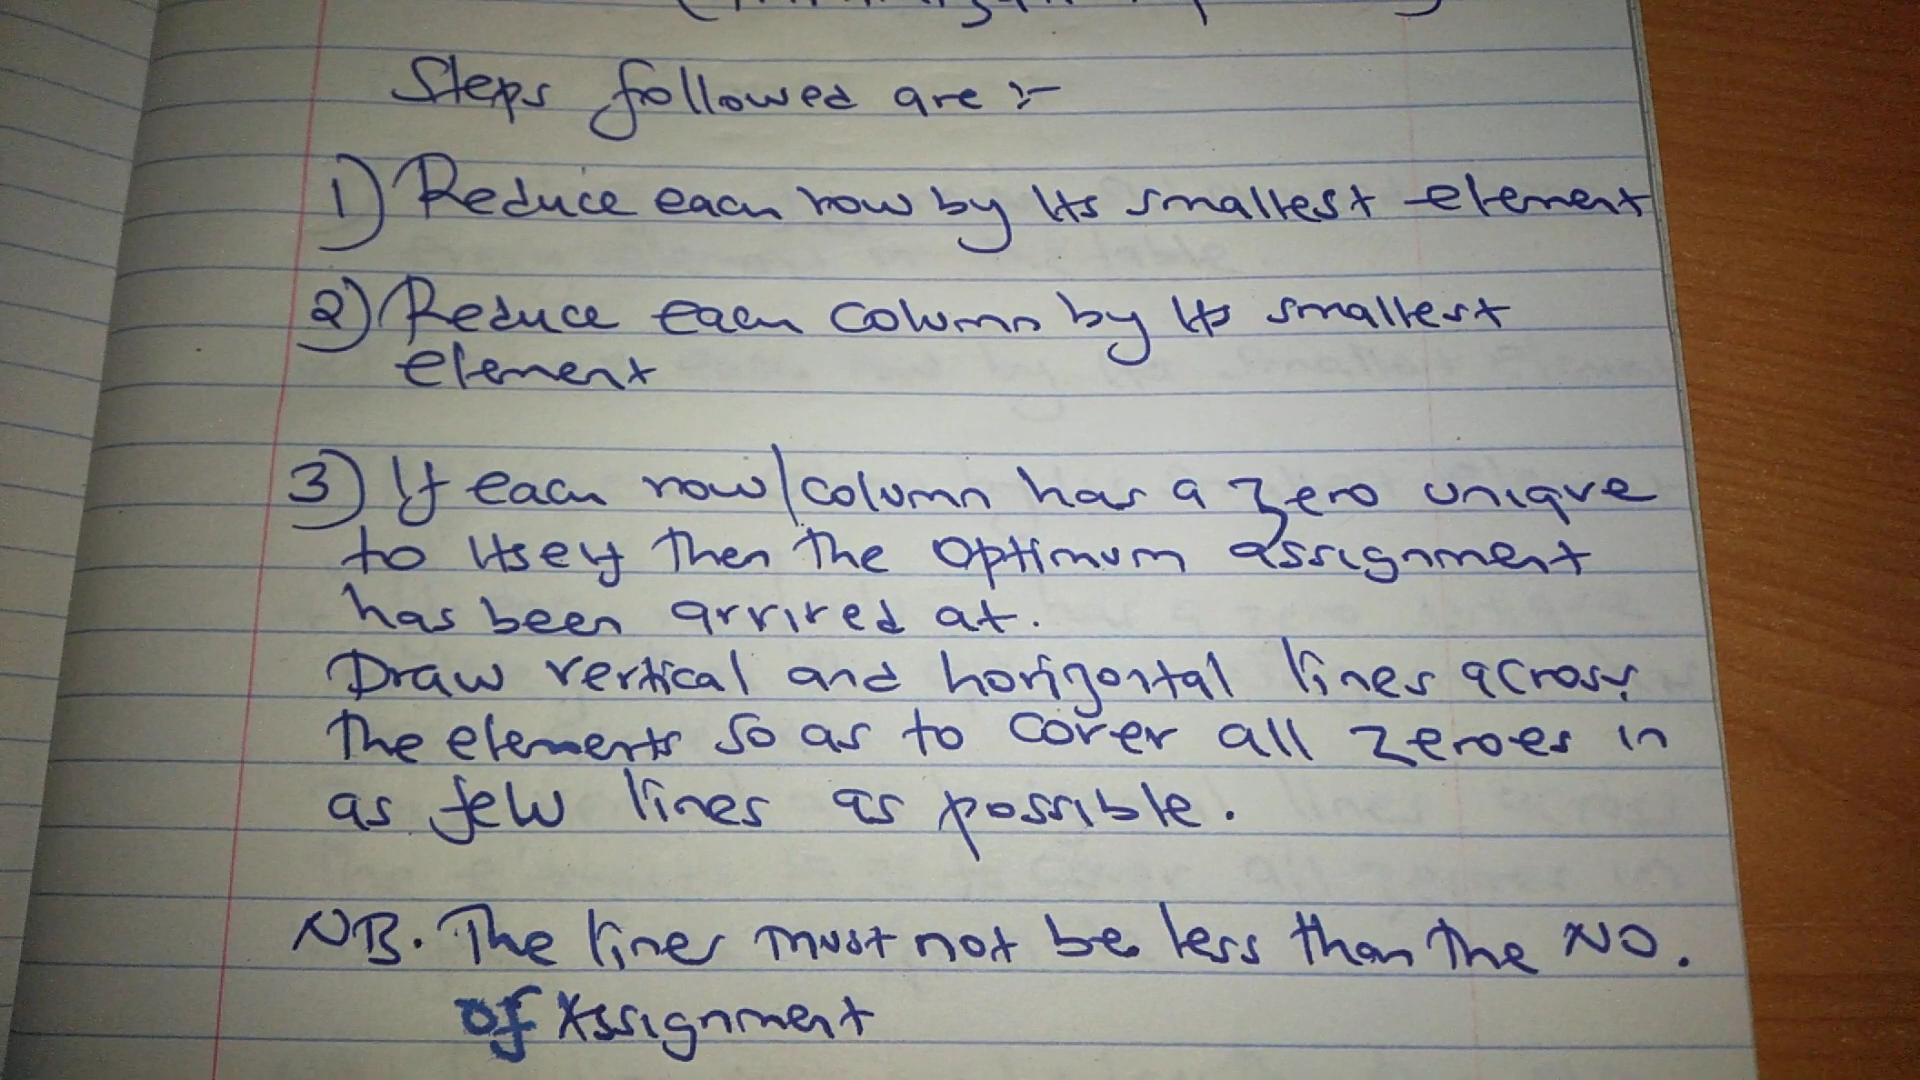 Steps followed are :-
1) Reduce each row by its smallest element
2) Reduce each column by its smallest
element
3) If each row/column has a zero unique
to itself then the optimum assignment
has been arrived at.
Draw vertical and horizontal lines across
the elements so as to cover all zeroes in
as few lines as possible.
NB. The lines must not be less than the NO.
of Assignment